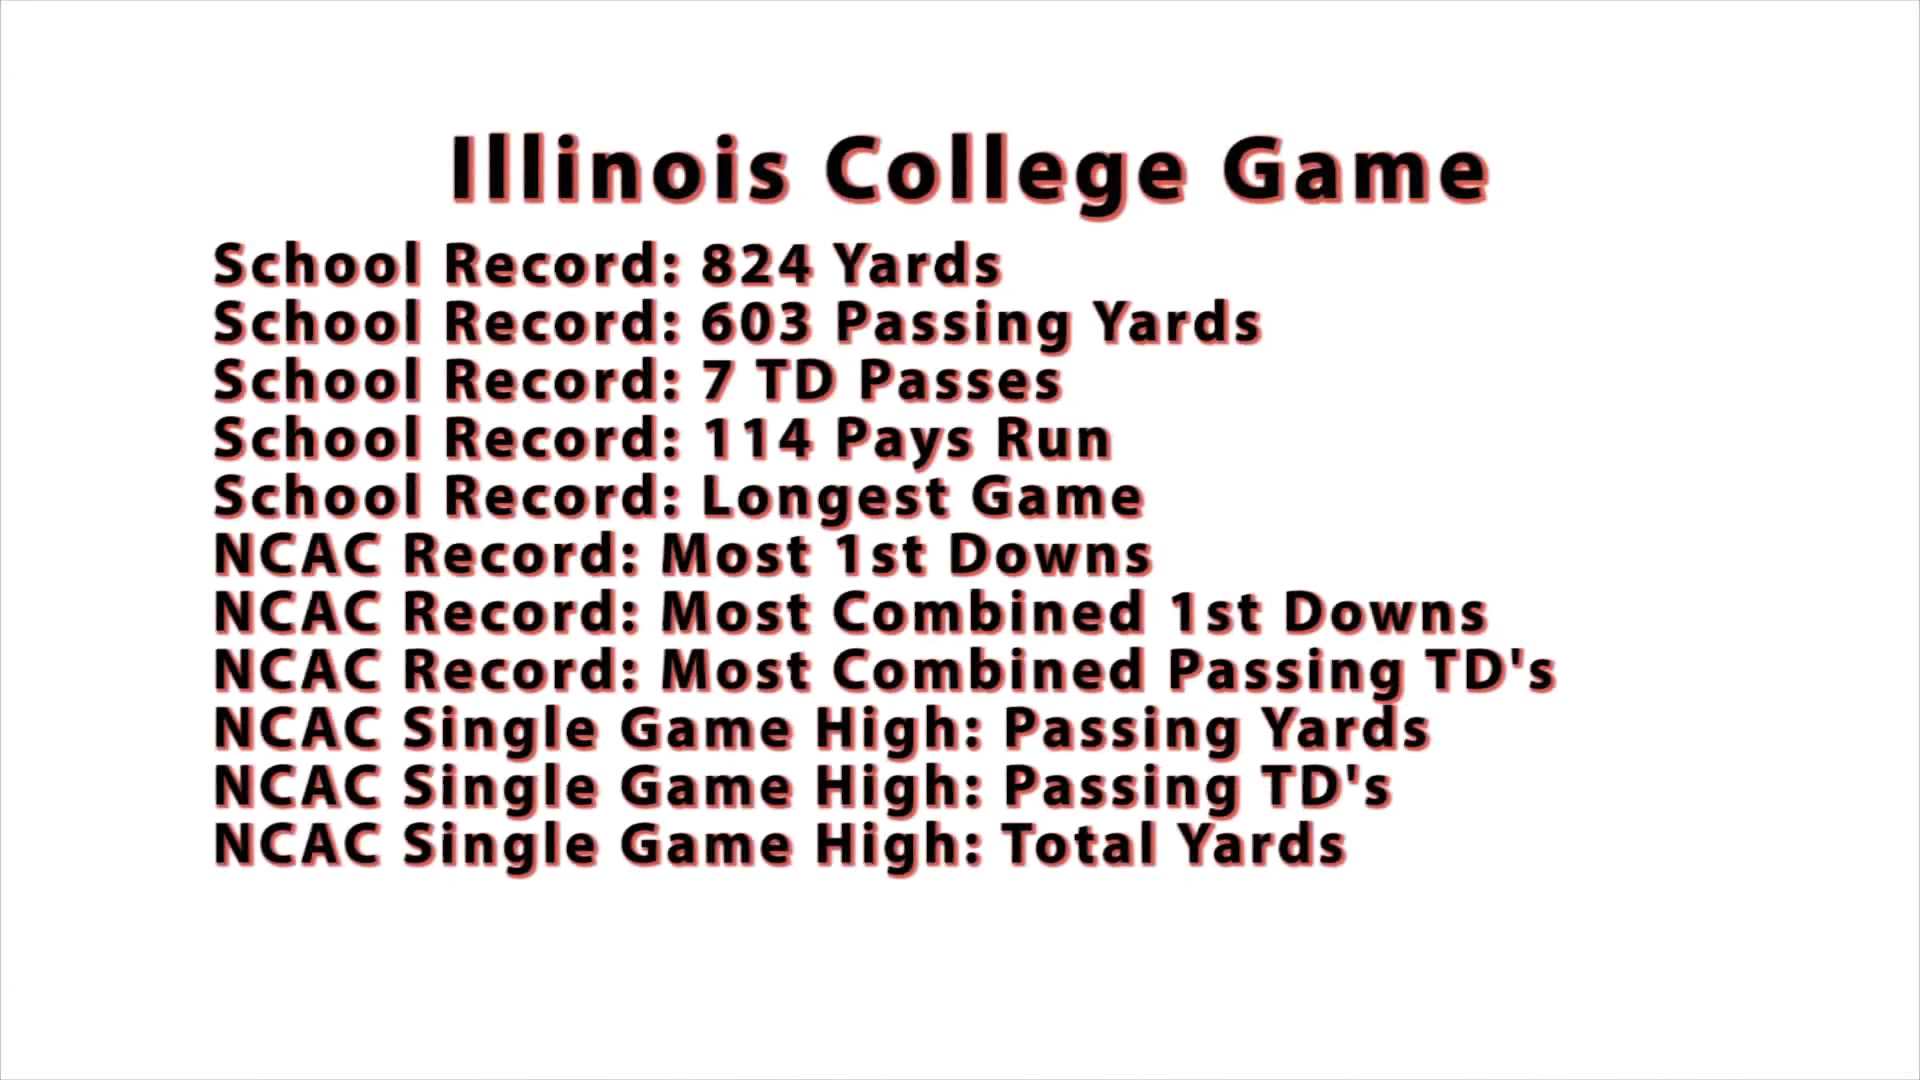 Illinois College Game
School Record: 824 Yards
School Record: 603 Passing Yards
School Record: 7 TD Passes
School Record: 114 Pays Run
School Record: Longest Game
NCAC Record: Most 1st Downs
NCAC Record: Most Combined 1st Downs
NCAC Record: Most Combined Passing TD's
NCAC Single Game High: Passing Yards
NCAC Single Game High: Passing TD's
NCAC Single Game High: Total Yards